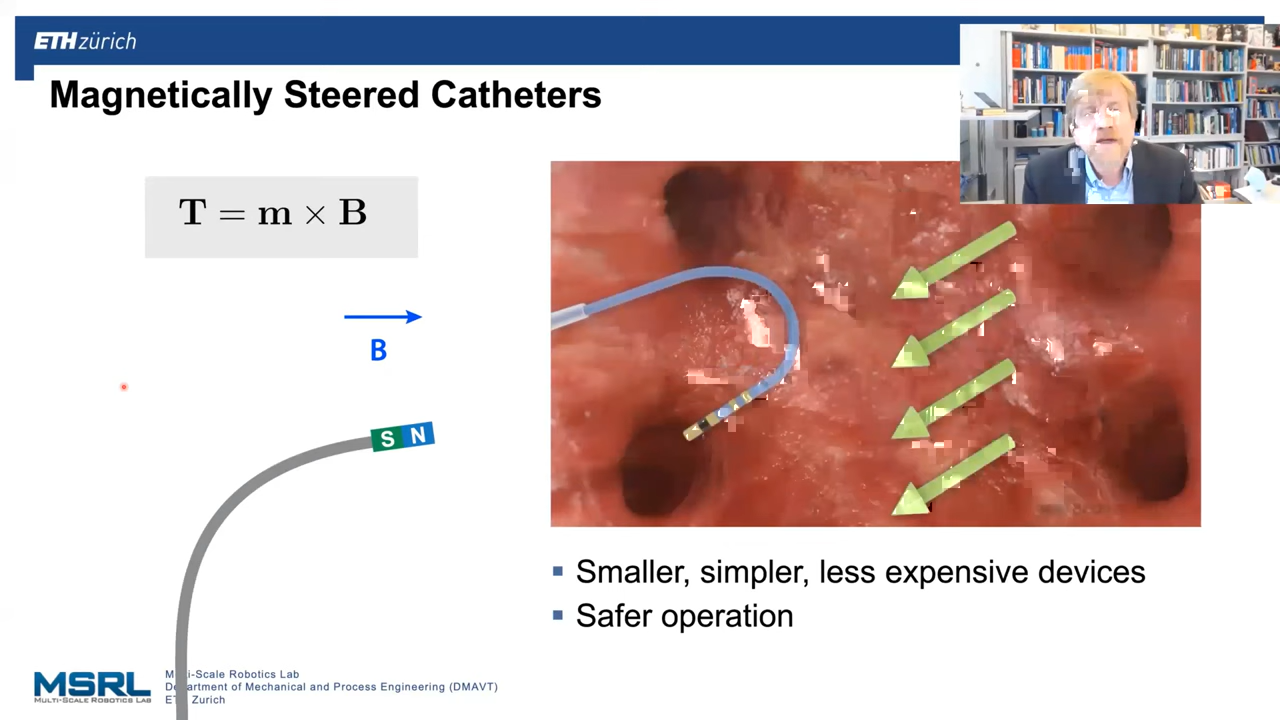 ETH zürich
Magnetically Steered Catheters
T = m × B
B
S N
Smaller, simpler, less expensive devices
Safer operation
MSRL
MULTI-SCALE ROBOTICS LAB
Multi-Scale Robotics Lab
Department of Mechanical and Process Engineering (DMAVT)
ETH Zurich